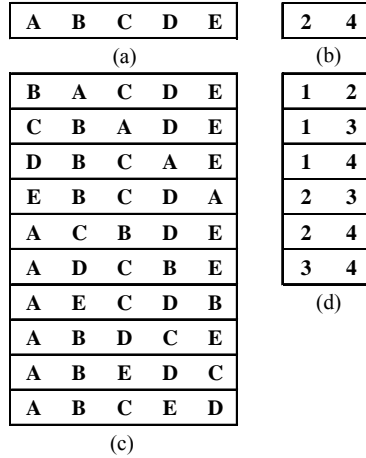 A B C D E
(a)
2 4
(b)
B A C D E
C B A D E
D B C A E
E B C D A
A C B D E
A D C B E
A E C D B
A B D C E
A B E D C
A B C E D
(c)
1 2
1 3
1 4
2 3
2 4
3 4
(d)